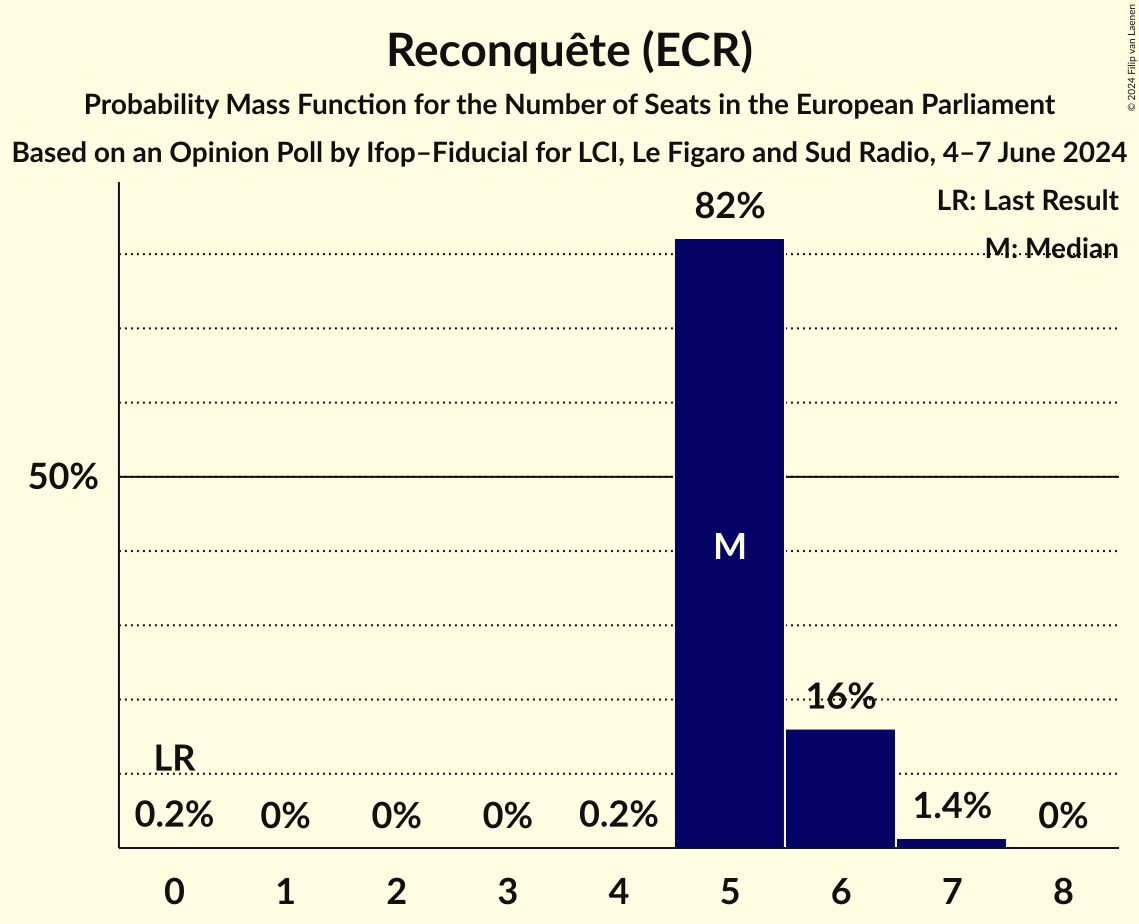 Reconquête (ECR)
Probability Mass Function for the Number of Seats in the European Parliament
Based on an Opinion Poll by Ifop–Fiducial for LCI, Le Figaro and Sud Radio, 4–7 June 2024
© 2024 Filip van Laenen
LR: Last Result
M: Median
82%
50%
M
16%
LR
0.2% 0% 0% 0% 0.2% 1.4% 0%
0 1 2 3 4 5 6 7 8